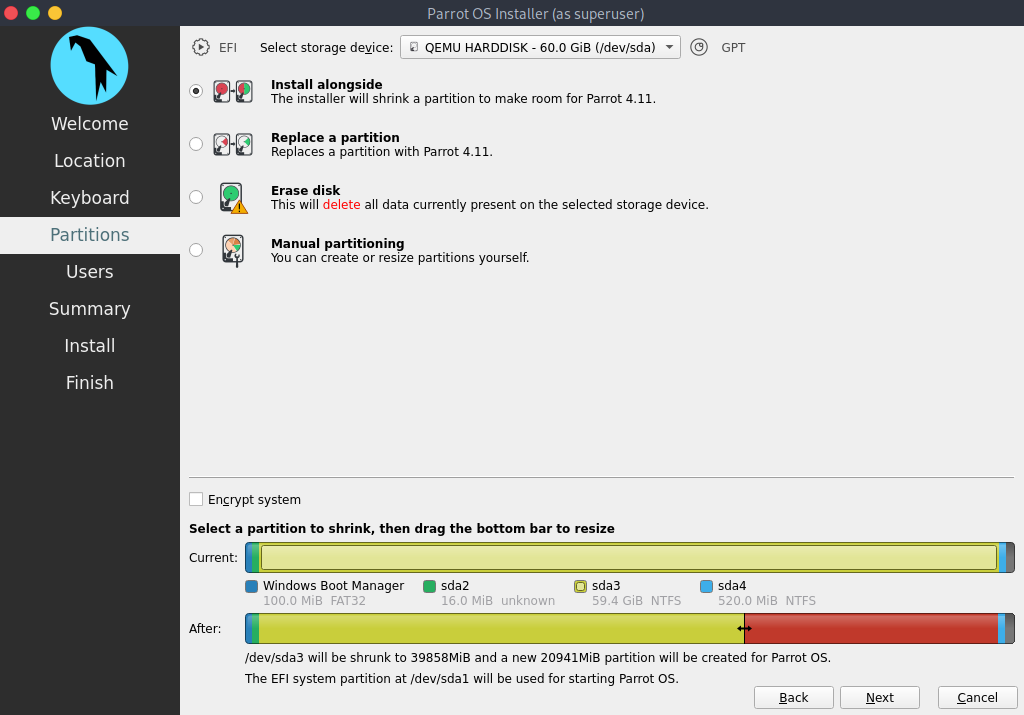 Parrot OS Installer (as superuser)
Welcome
Location
Keyboard
Partitions
Users
Summary
Install
Finish
EFI Select storage device: QEMU HARDDISK - 60.0 GiB (/dev/sda) GPT
Install alongside
The installer will shrink a partition to make room for Parrot 4.11.
Replace a partition
Replaces a partition with Parrot 4.11.
Erase disk
This will delete all data currently present on the selected storage device.
Manual partitioning
You can create or resize partitions yourself.
Encrypt system
Select a partition to shrink, then drag the bottom bar to resize
Current:
Windows Boot Manager sda2 sda3 sda4
100.0 MiB FAT32 16.0 MiB unknown 59.4 GiB NTFS 520.0 MiB NTFS
After:
/dev/sda3 will be shrunk to 39858MiB and a new 20941MiB partition will be created for Parrot OS.
The EFI system partition at /dev/sda1 will be used for starting Parrot OS.
Back Next Cancel